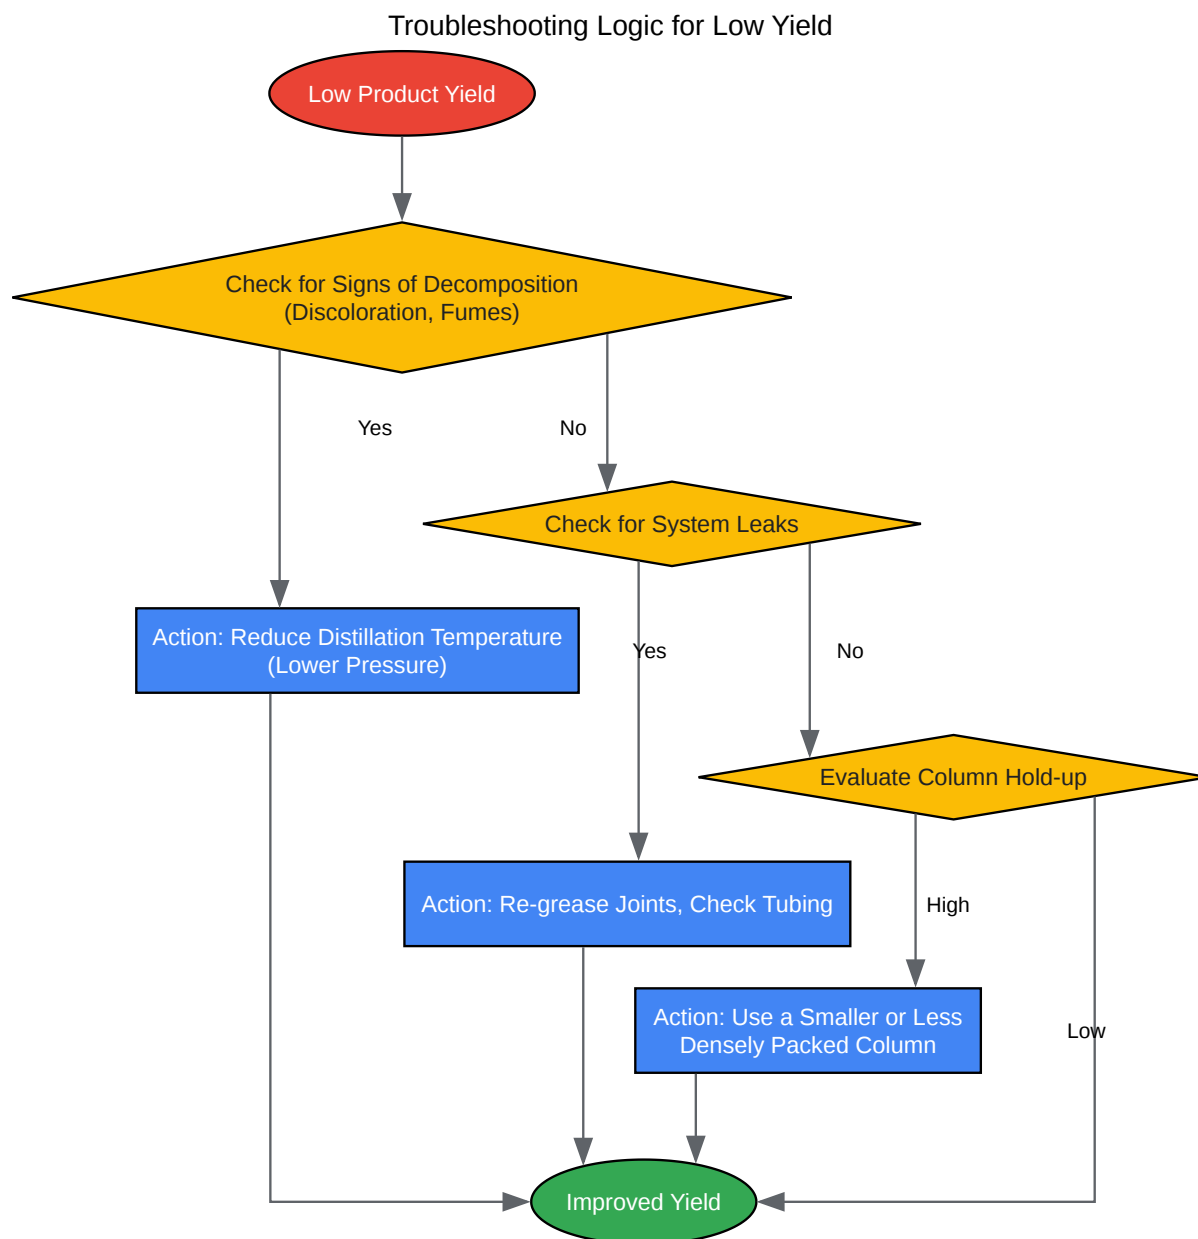 Troubleshooting Logic for Low Yield
Low Product Yield
Check for Signs of Decomposition
(Discoloration, Fumes)
Yes
No
Check for System Leaks
Action: Reduce Distillation Temperature
(Lower Pressure)
Yes
No
Evaluate Column Hold-up
Action: Re-grease Joints, Check Tubing
High
Action: Use a Smaller or Less
Densely Packed Column
Low
Improved Yield